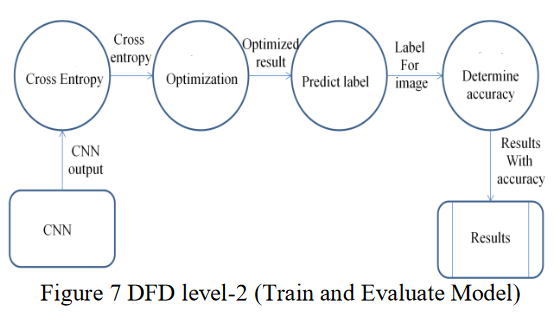 Cross
entropy
Optimized
result
Label
For
image
Cross Entropy
Optimization
Predict label
Determine
accuracy
CNN
output
Results
With
accuracy
CNN
Results
Figure 7 DFD level-2 (Train and Evaluate Model)